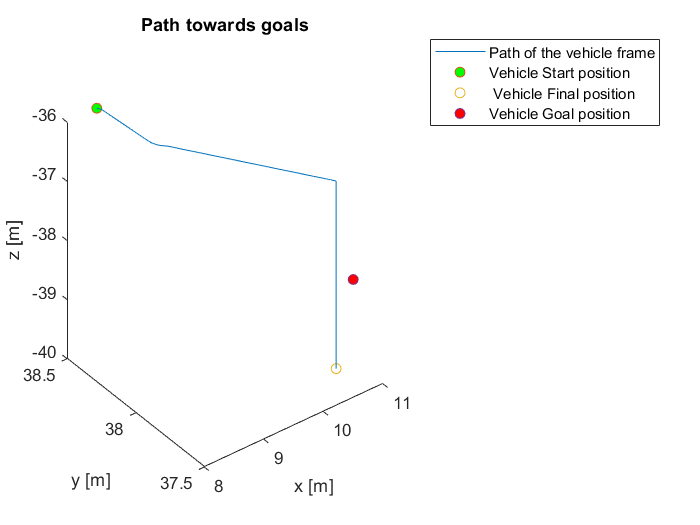 Path towards goals
Path of the vehicle frame
Vehicle Start position
Vehicle Final position
Vehicle Goal position
-36
-37
-38
-39
-40
z [m]
38.5
38
37.5
y [m]
8
9
10
11
x [m]